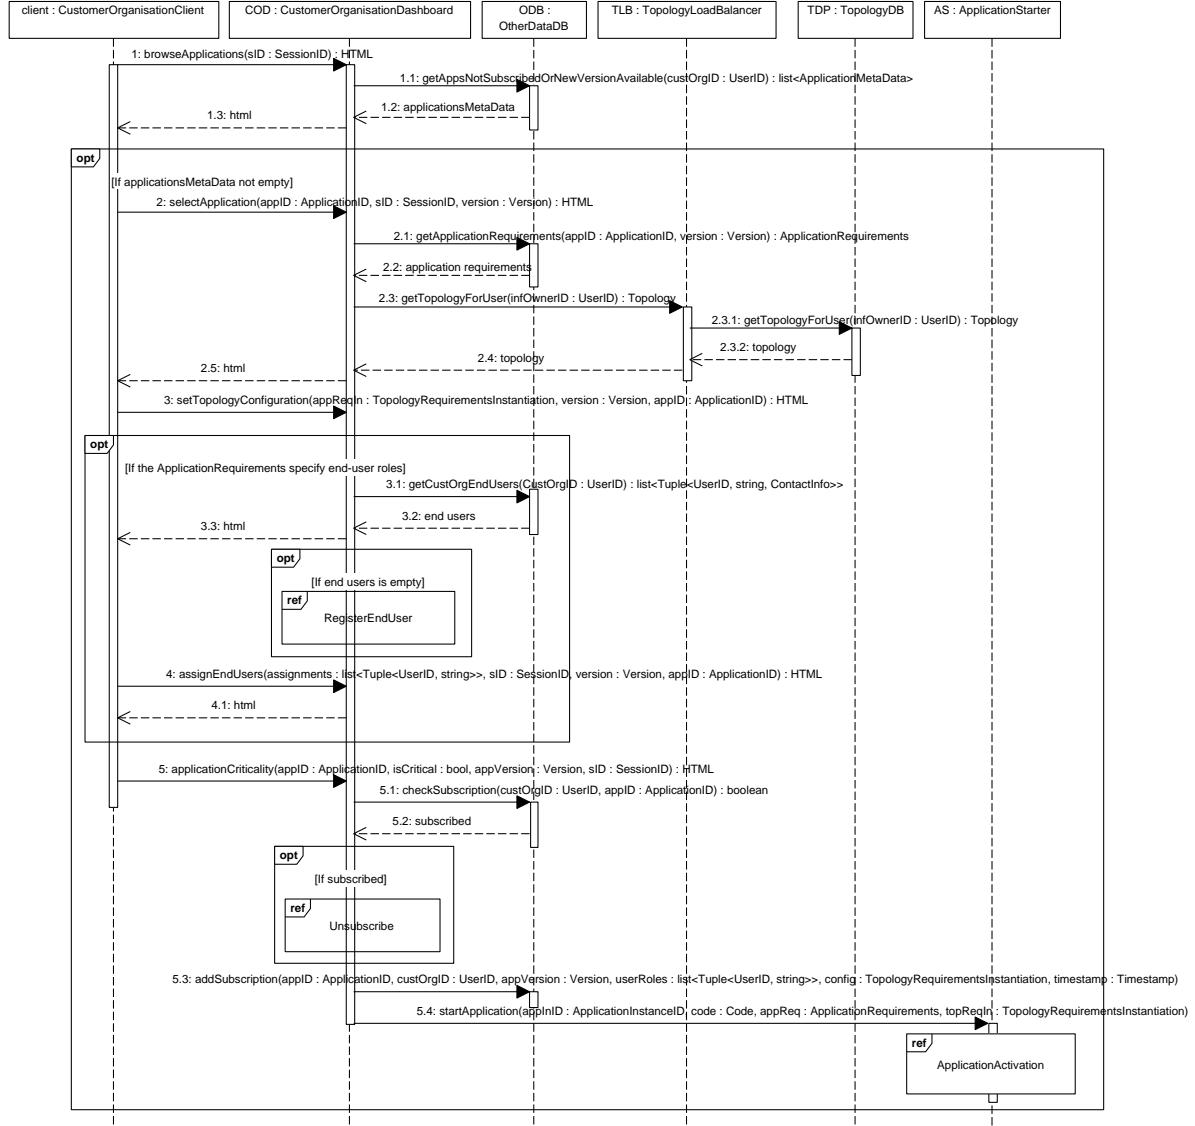 client : CustomerOrganisationClient
COD : CustomerOrganisationDashboard
ODB :
OtherDataDB
TLB : TopologyLoadBalancer
TDP : TopologyDB
AS : ApplicationStarter
1: browseApplications(sID : SessionID) : HTML
1.1: getAppsNotSubscribedOrNewVersionAvailable(custOrgID : UserID) : list<ApplicationMetaData>
1.2: applicationsMetaData
1.3: html
opt
[If applicationsMetaData not empty]
2: selectApplication(appID : ApplicationID, sID : SessionID, version : Version) : HTML
2.1: getApplicationRequirements(appID : ApplicationID, version : Version) : ApplicationRequirements
2.2: application requirements
2.3: getTopologyForUser(infOwnerID : UserID) : Topology
2.3.1: getTopologyForUser(infOwnerID : UserID) : Topology
2.3.2: topology
2.4: topology
2.5: html
3: setTopologyConfiguration(appReqIn : TopologyRequirementsInstantiation, version : Version, appID : ApplicationID) : HTML
opt
[If the ApplicationRequirements specify end-user roles]
3.1: getCustOrgEndUsers(CustOrgID : UserID) : list<Tuple<UserID, string, ContactInfo>>
3.2: end users
3.3: html
opt
[If end users is empty]
ref
RegisterEndUser
4: assignEndUsers(assignments : list<Tuple<UserID, string>>, sID : SessionID, version : Version, appID : ApplicationID) : HTML
4.1: html
5: applicationCriticality(appID : ApplicationID, isCritical : bool, appVersion : Version, sID : SessionID) : HTML
5.1: checkSubscription(custOrgID : UserID, appID : ApplicationID) : boolean
5.2: subscribed
opt
[If subscribed]
ref
Unsubscribe
5.3: addSubscription(appID : ApplicationID, custOrgID : UserID, appVersion : Version, userRoles : list<Tuple<UserID, string>>, config : TopologyRequirementsInstantiation, timestamp : Timestamp)
5.4: startApplication(appInID : ApplicationInstanceID, code : Code, appReq : ApplicationRequirements, topReqIn : TopologyRequirementsInstantiation)
ref
ApplicationActivation